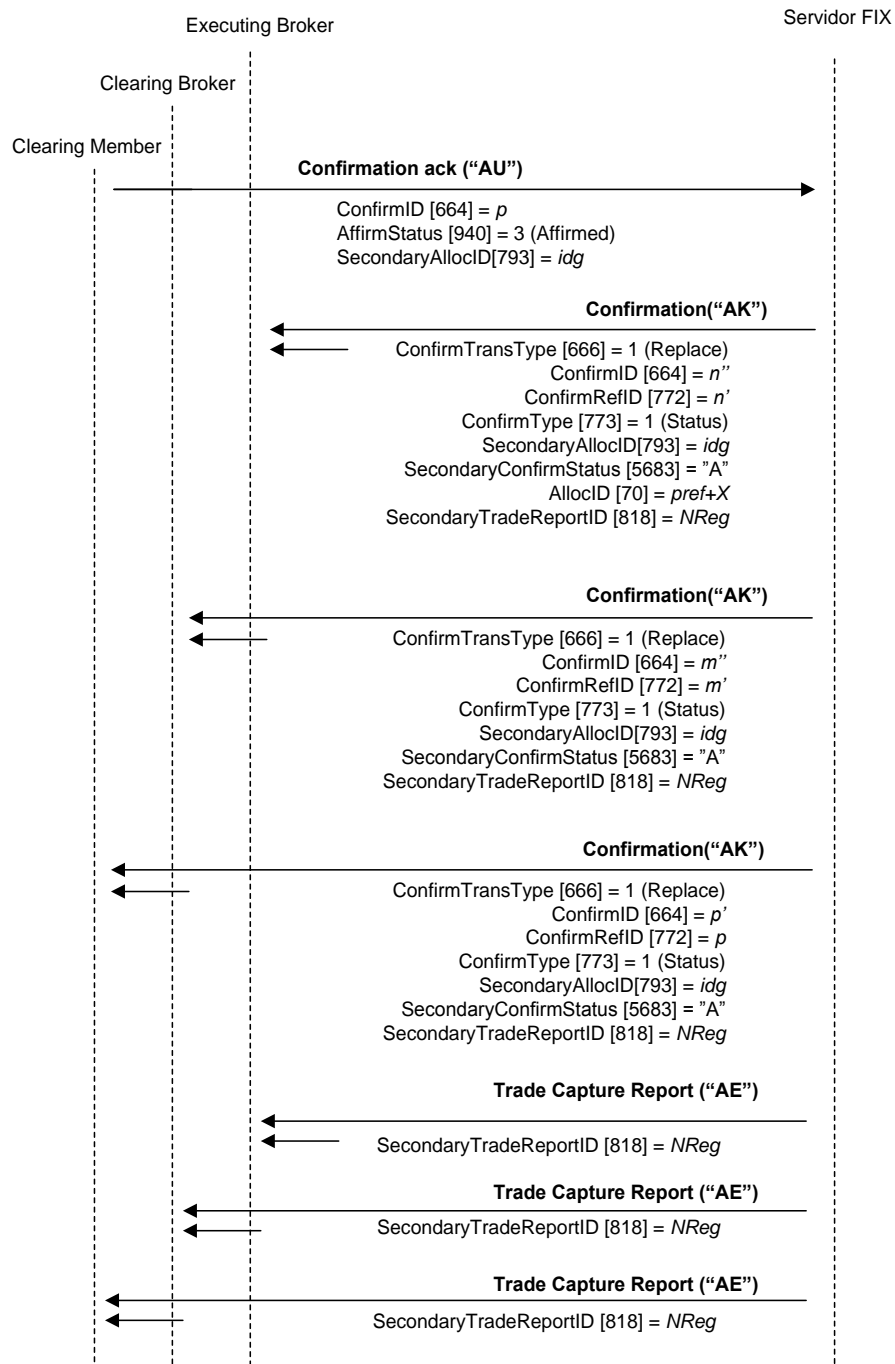 Servidor FIX
Executing Broker
Clearing Broker
Clearing Member
Confirmation ack (“AU”)
ConfirmID [664] = p
AffirmStatus [940] = 3 (Affirmed)
SecondaryAllocID[793] = idg
Confirmation(“AK”)
ConfirmTransType [666] = 1 (Replace)
ConfirmID [664] = n’’
ConfirmRefID [772] = n’
ConfirmType [773] = 1 (Status)
SecondaryAllocID[793] = idg
SecondaryConfirmStatus [5683] = ”A”
AllocID [70] = pref+X
SecondaryTradeReportID [818] = NReg
Confirmation(“AK”)
ConfirmTransType [666] = 1 (Replace)
ConfirmID [664] = m’’
ConfirmRefID [772] = m’
ConfirmType [773] = 1 (Status)
SecondaryAllocID[793] = idg
SecondaryConfirmStatus [5683] = ”A”
SecondaryTradeReportID [818] = NReg
Confirmation(“AK”)
ConfirmTransType [666] = 1 (Replace)
ConfirmID [664] = p’
ConfirmRefID [772] = p
ConfirmType [773] = 1 (Status)
SecondaryAllocID[793] = idg
SecondaryConfirmStatus [5683] = ”A”
SecondaryTradeReportID [818] = NReg
Trade Capture Report (“AE”)
SecondaryTradeReportID [818] = NReg
Trade Capture Report (“AE”)
SecondaryTradeReportID [818] = NReg
Trade Capture Report (“AE”)
SecondaryTradeReportID [818] = NReg